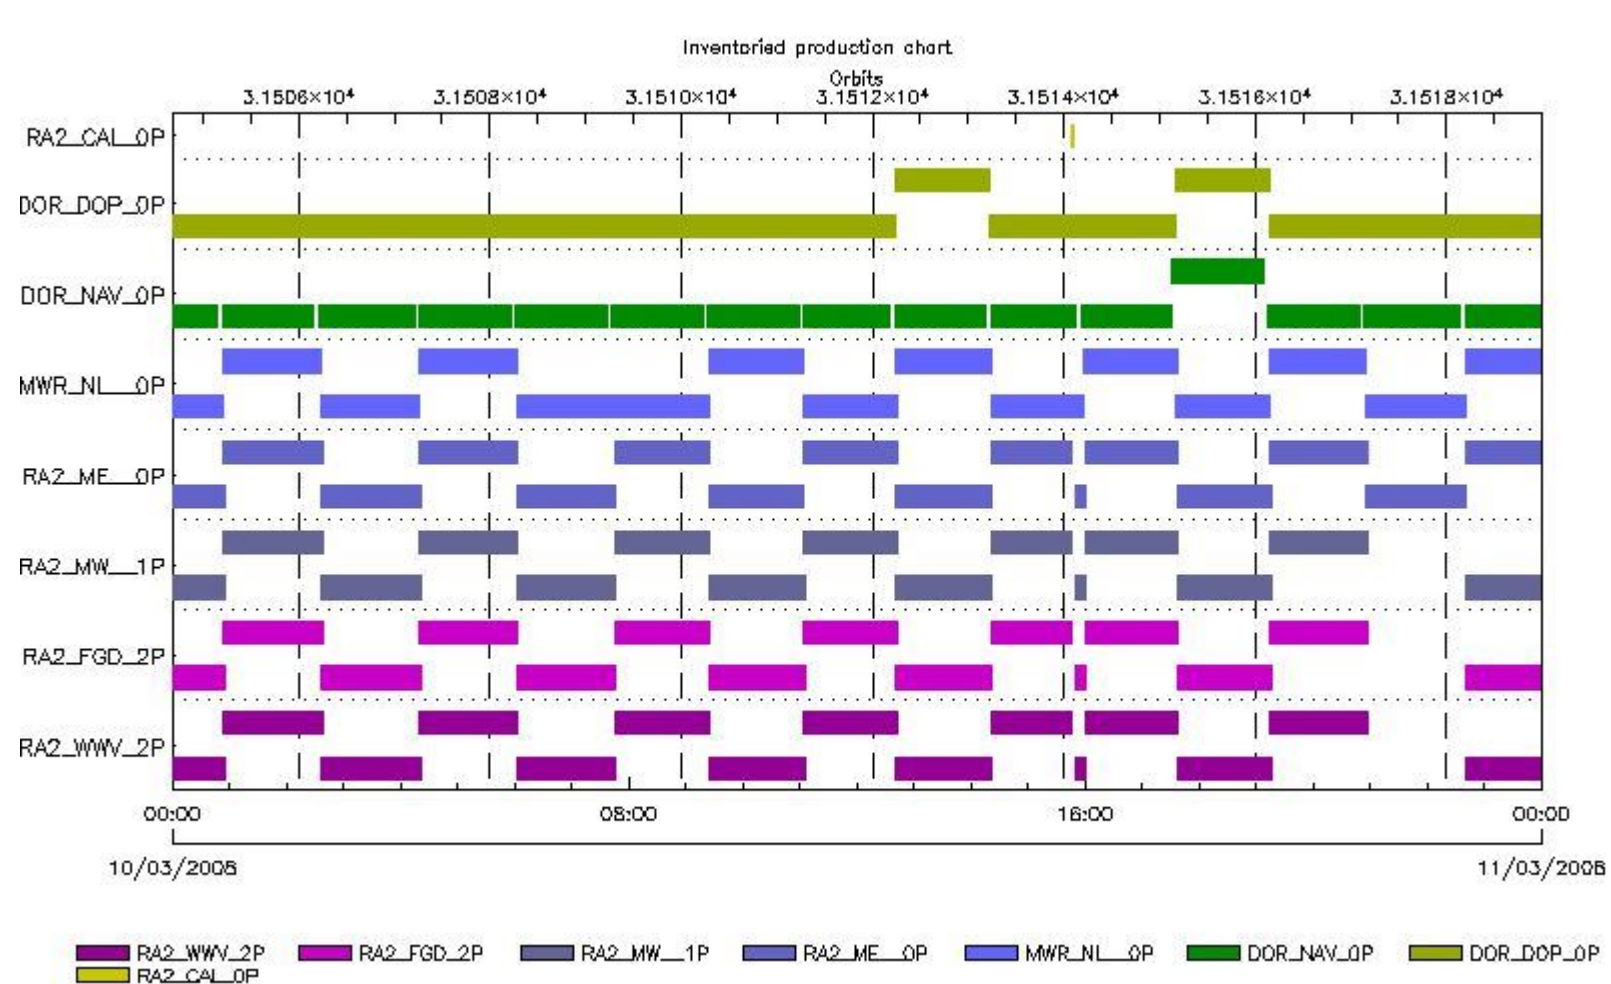 Inventoried production chart
Orbits
3.1506×10⁴ 3.1508×10⁴ 3.1510×10⁴ 3.1512×10⁴ 3.1514×10⁴ 3.1516×10⁴ 3.1518×10⁴
RA2_CAL_0P
DOR_DOP_0P
DOR_NAV_0P
MWR_NL__0P
RA2_ME__0P
RA2_MW__1P
RA2_FGD_2P
RA2_WWV_2P
00:00 08:00 16:00 00:00
10/03/2008 11/03/2008
RA2_WWV_2P RA2_FGD_2P RA2_MW__1P RA2_ME__0P MWR_NL__0P DOR_NAV_0P DOR_DOP_0P
RA2_CAL_0P